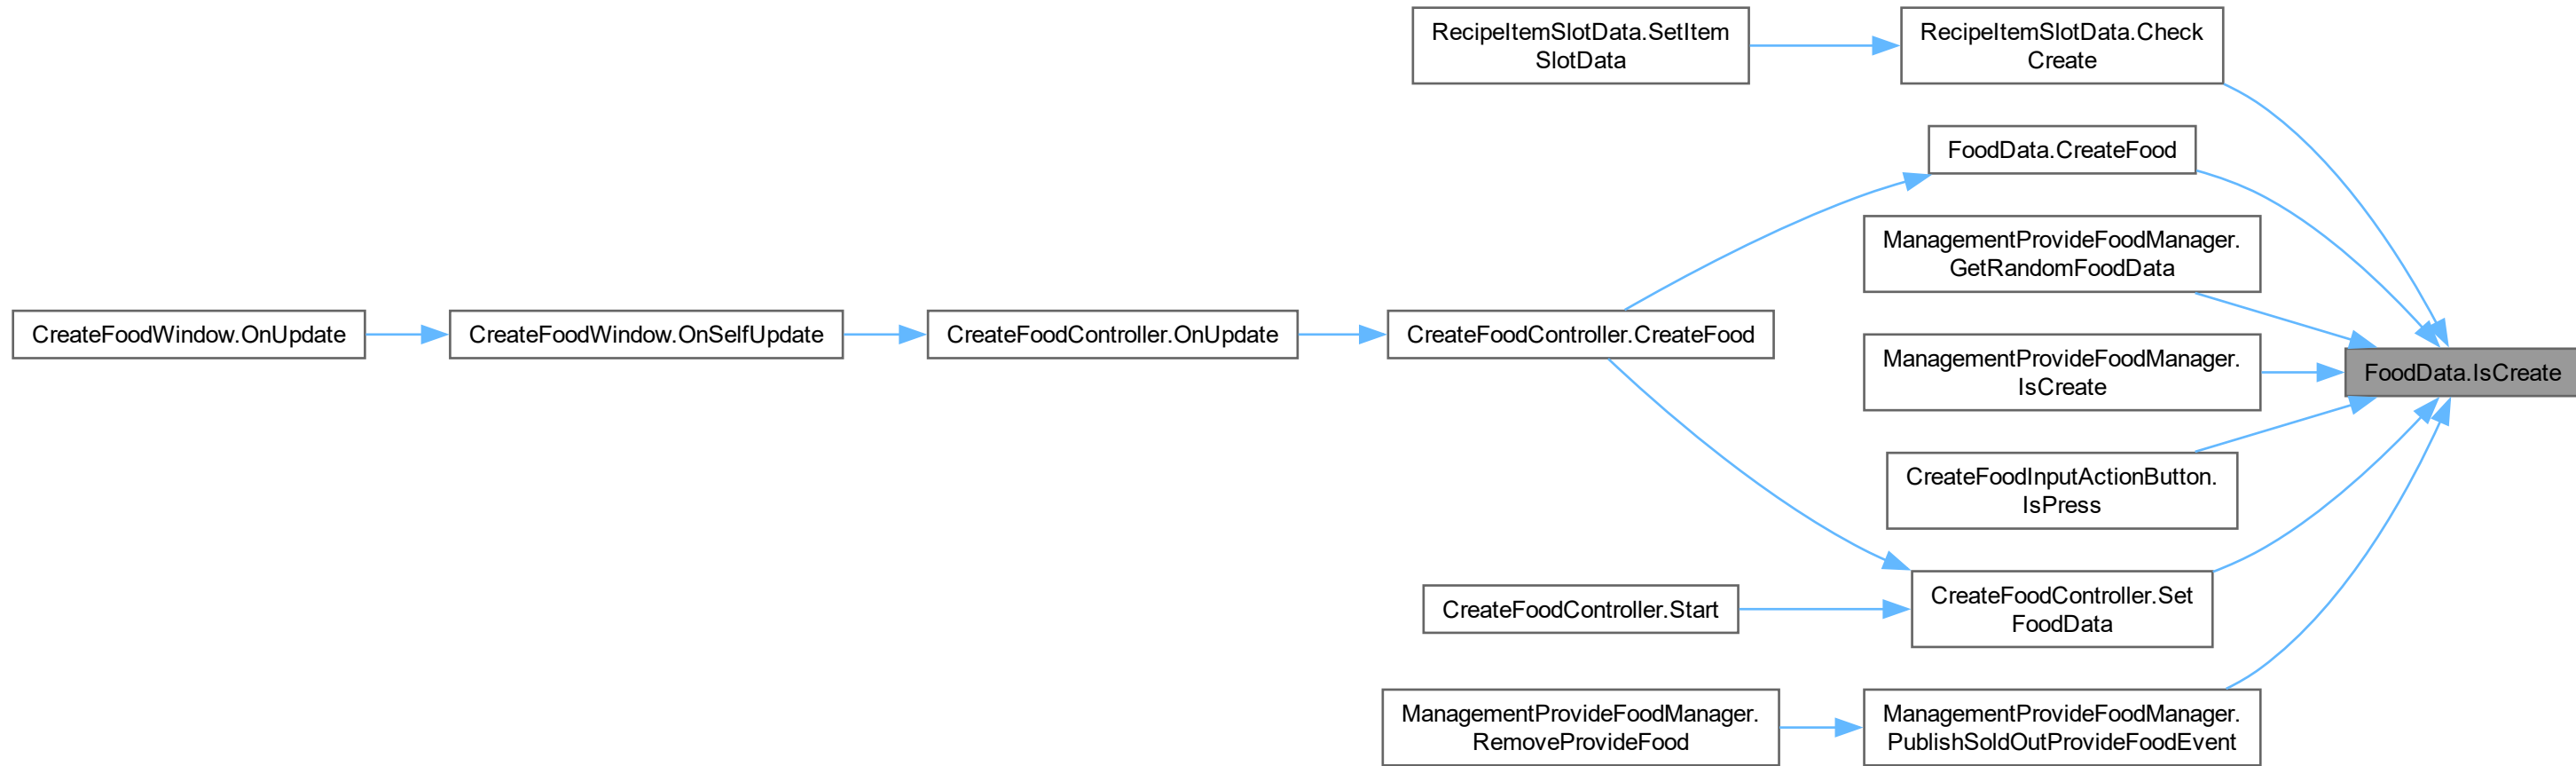 RecipeItemSlotData.SetItem
SlotData
RecipeItemSlotData.Check
Create
FoodData.CreateFood
ManagementProvideFoodManager.
GetRandomFoodData
CreateFoodWindow.OnUpdate
CreateFoodWindow.OnSelfUpdate
CreateFoodController.OnUpdate
CreateFoodController.CreateFood
ManagementProvideFoodManager.
IsCreate
FoodData.IsCreate
CreateFoodInputActionButton.
IsPress
CreateFoodController.Start
CreateFoodController.Set
FoodData
ManagementProvideFoodManager.
RemoveProvideFood
ManagementProvideFoodManager.
PublishSoldOutProvideFoodEvent